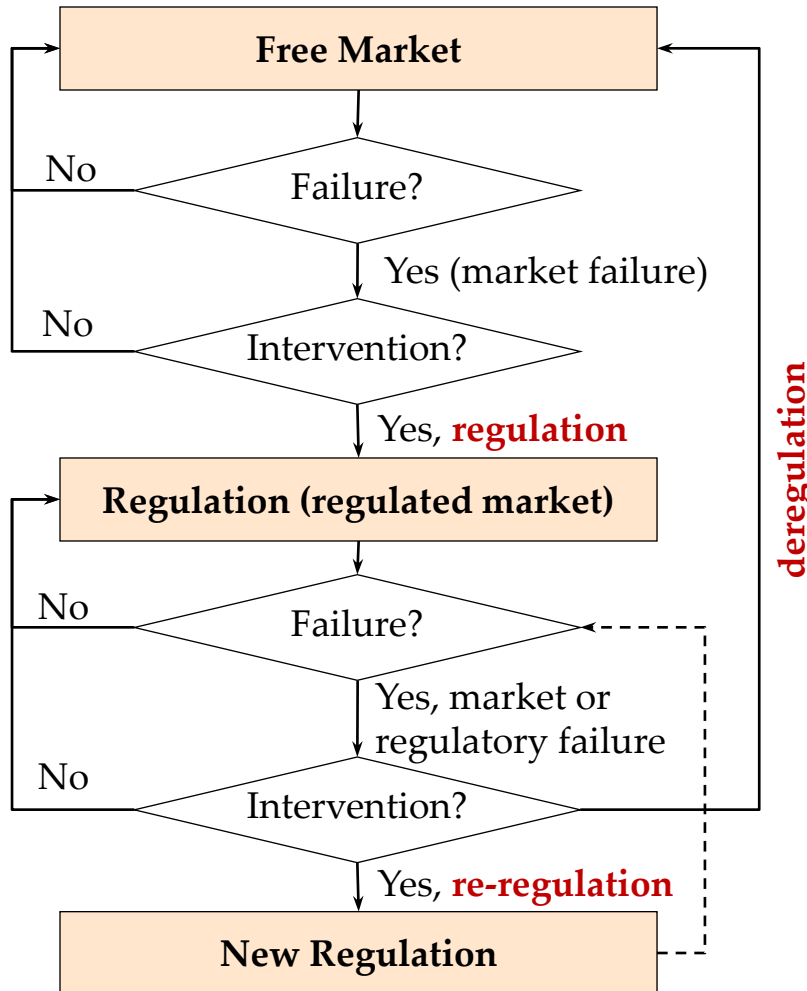 Free Market
No
Failure?
Yes (market failure)
No
Intervention?
Yes, regulation
deregulation
Regulation (regulated market)
No
Failure?
Yes, market or
regulatory failure
No
Intervention?
Yes, re-regulation
New Regulation